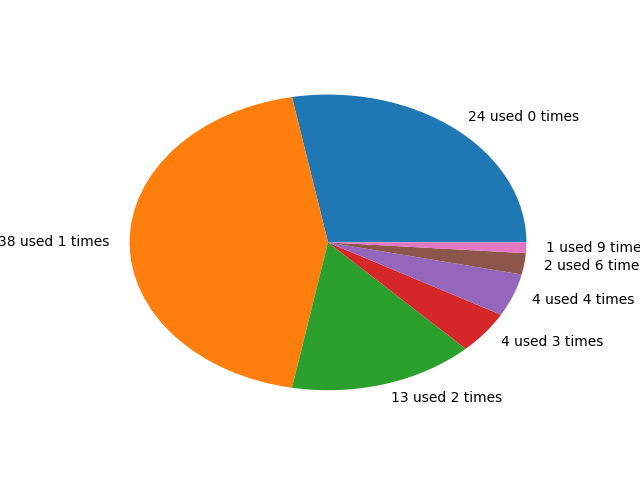 24 used 0 times
38 used 1 times
1 used 9 time
2 used 6 time
4 used 4 times
4 used 3 times
13 used 2 times